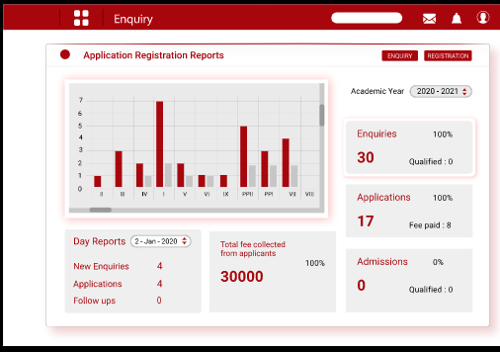 Enquiry
Application Registration Reports
ENQUIRY
REGISTRATION
Academic Year
2020 - 2021
7
6
5
4
3
2
1
0
II III IV I V VI IX PPII PPI VII VIII
Enquiries 100%
30 Qualified : 0
Applications 100%
17 Fee paid : 8
Admissions 0%
0 Qualified : 0
Day Reports 2 - Jan - 2020
New Enquiries 4
Applications 4
Follow ups 0
Total fee collected
from applicants
100%
30000